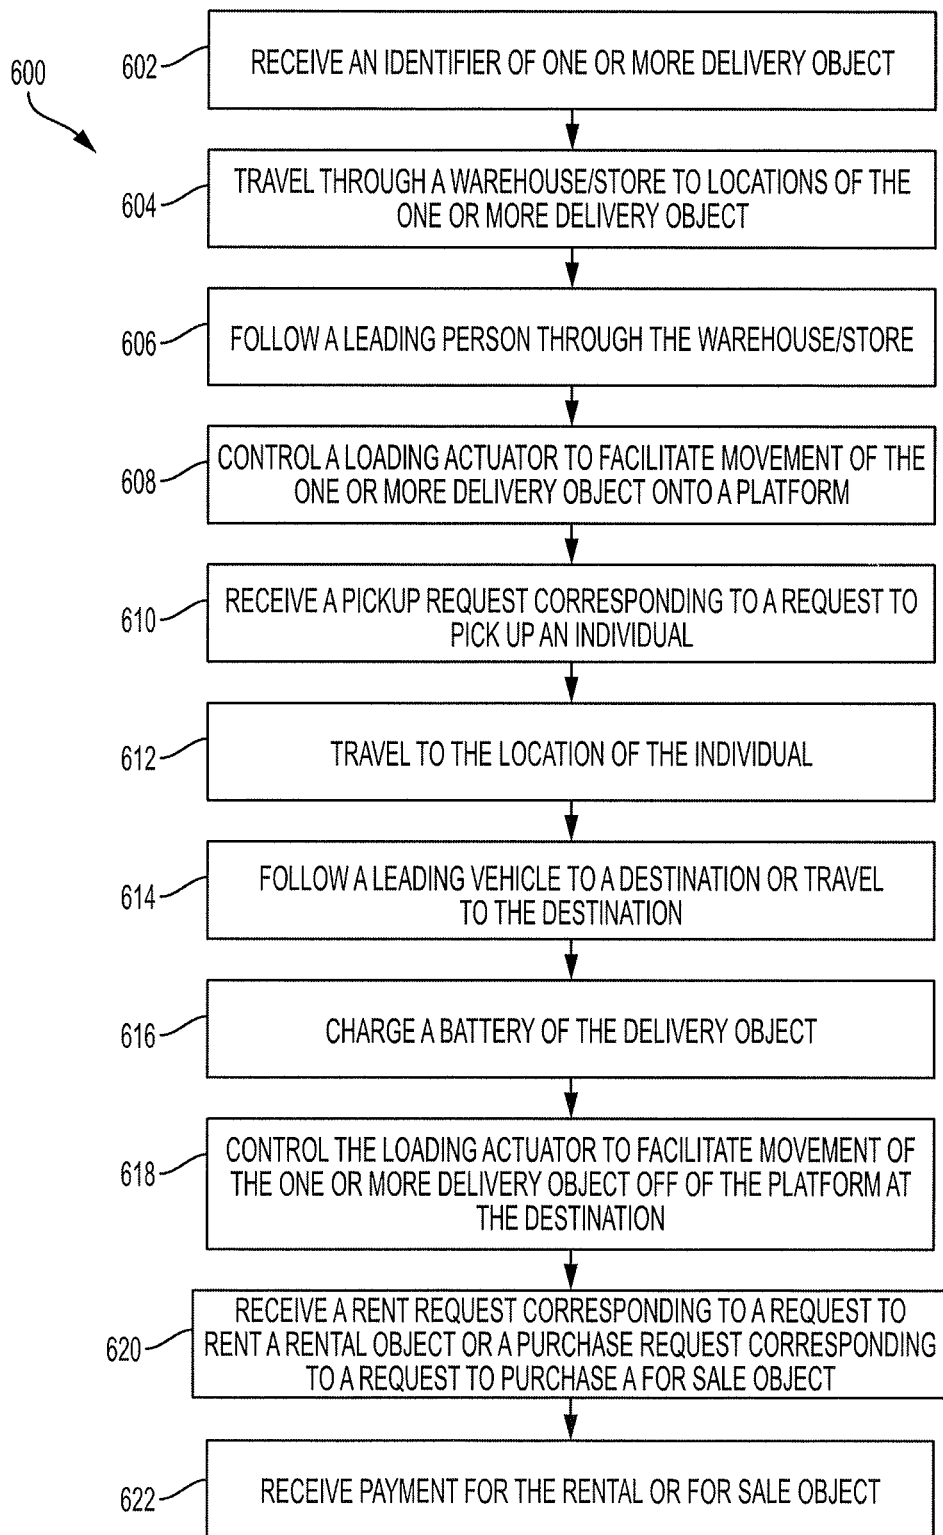 600
602
RECEIVE AN IDENTIFIER OF ONE OR MORE DELIVERY OBJECT
604
TRAVEL THROUGH A WAREHOUSE/STORE TO LOCATIONS OF THE
ONE OR MORE DELIVERY OBJECT
606
FOLLOW A LEADING PERSON THROUGH THE WAREHOUSE/STORE
608
CONTROL A LOADING ACTUATOR TO FACILITATE MOVEMENT OF THE
ONE OR MORE DELIVERY OBJECT ONTO A PLATFORM
610
RECEIVE A PICKUP REQUEST CORRESPONDING TO A REQUEST TO
PICK UP AN INDIVIDUAL
612
TRAVEL TO THE LOCATION OF THE INDIVIDUAL
614
FOLLOW A LEADING VEHICLE TO A DESTINATION OR TRAVEL
TO THE DESTINATION
616
CHARGE A BATTERY OF THE DELIVERY OBJECT
618
CONTROL THE LOADING ACTUATOR TO FACILITATE MOVEMENT OF
THE ONE OR MORE DELIVERY OBJECT OFF OF THE PLATFORM AT
THE DESTINATION
620
RECEIVE A RENT REQUEST CORRESPONDING TO A REQUEST TO
RENT A RENTAL OBJECT OR A PURCHASE REQUEST CORRESPONDING
TO A REQUEST TO PURCHASE A FOR SALE OBJECT
622
RECEIVE PAYMENT FOR THE RENTAL OR FOR SALE OBJECT